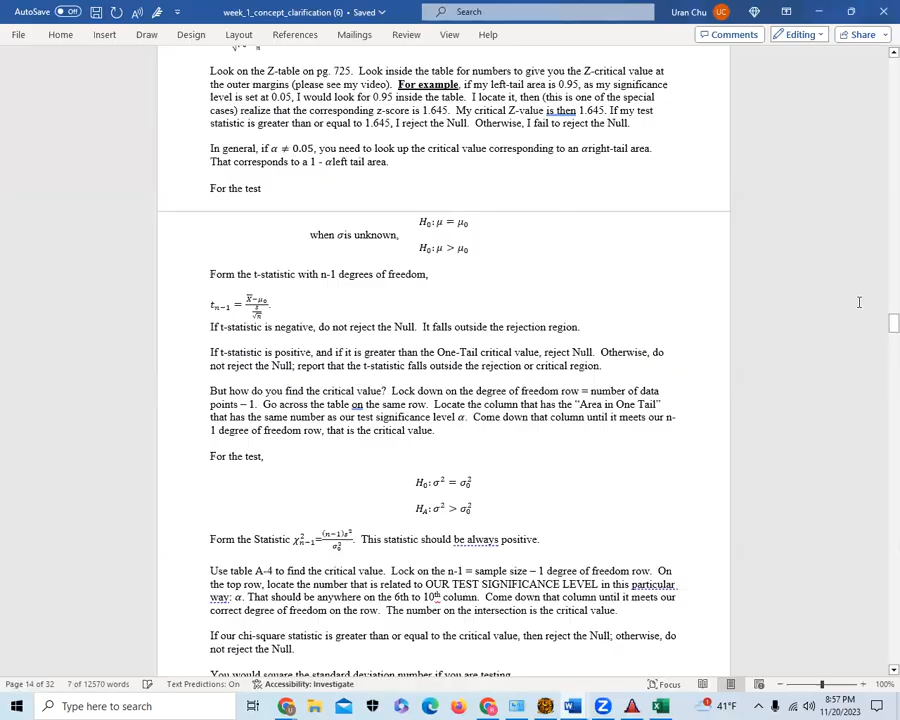 AutoSave Off week_1_concept_clarification (6) • Saved Search Uran Chu UC
File Home Insert Draw Design Layout References Mailings Review View Help Comments Editing Share
Look on the Z-table on pg. 725. Look inside the table for numbers to give you the Z-critical value at
the outer margins (please see my video). For example, if my left-tail area is 0.95, as my significance
level is set at 0.05, I would look for 0.95 inside the table. I locate it, then (this is one of the special
cases) realize that the corresponding z-score is 1.645. My critical Z-value is then 1.645. If my test
statistic is greater than or equal to 1.645, I reject the Null. Otherwise, I fail to reject the Null.
In general, if α ≠ 0.05, you need to look up the critical value corresponding to an αright-tail area.
That corresponds to a 1 - αleft tail area.
For the test
H₀: μ = μ₀
when σis unknown,
H₀: μ > μ₀
Form the t-statistic with n-1 degrees of freedom,
tₙ₋₁ = (X̄−μ₀)/(s/√n).
If t-statistic is negative, do not reject the Null. It falls outside the rejection region.
If t-statistic is positive, and if it is greater than the One-Tail critical value, reject Null. Otherwise, do
not reject the Null; report that the t-statistic falls outside the rejection or critical region.
But how do you find the critical value? Lock down on the degree of freedom row = number of data
points – 1. Go across the table on the same row. Locate the column that has the “Area in One Tail”
that has the same number as our test significance level α. Come down that column until it meets our n-
1 degree of freedom row, that is the critical value.
For the test,
H₀: σ² = σ₀²
H_A: σ² > σ₀²
Form the Statistic χ²ₙ₋₁=(n−1)s²/σ₀². This statistic should be always positive.
Use table A-4 to find the critical value. Lock on the n-1 = sample size – 1 degree of freedom row. On
the top row, locate the number that is related to OUR TEST SIGNIFICANCE LEVEL in this particular
way: α. That should be anywhere on the 6th to 10th column. Come down that column until it meets our
correct degree of freedom on the row. The number on the intersection is the critical value.
If our chi-square statistic is greater than or equal to the critical value, then reject the Null; otherwise, do
not reject the Null.
You would square the standard deviation number if you are testing
Page 14 of 32 7 of 12570 words Text Predictions: On Accessibility: Investigate Focus 100%
Type here to search 41°F 8:57 PM
11/20/2023